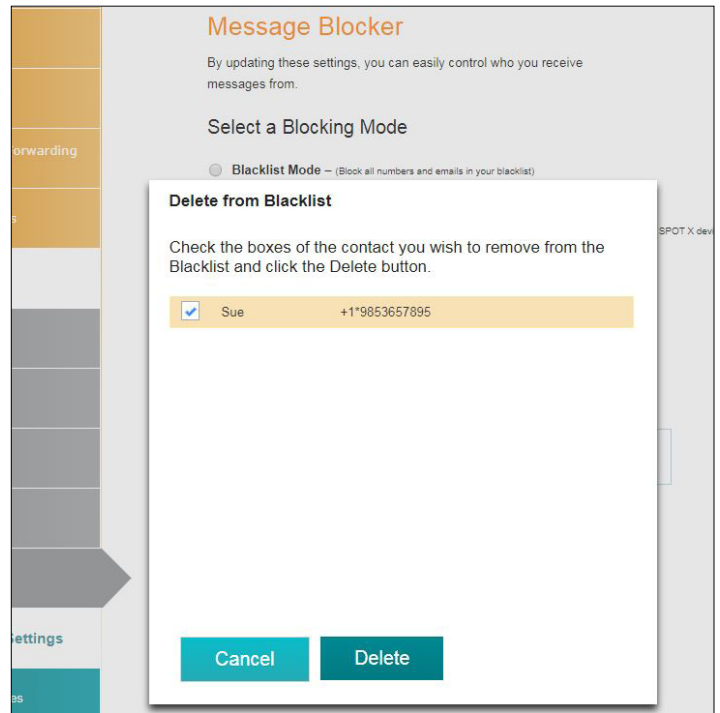 Message Blocker
By updating these settings, you can easily control who you receive
messages from.
Select a Blocking Mode
orwarding
Blacklist Mode – (Block all numbers and emails in your blacklist)
Delete from Blacklist
s
SPOT X dev
Check the boxes of the contact you wish to remove from the
Blacklist and click the Delete button.
Sue +1*9853657895
ettings
Cancel Delete
es